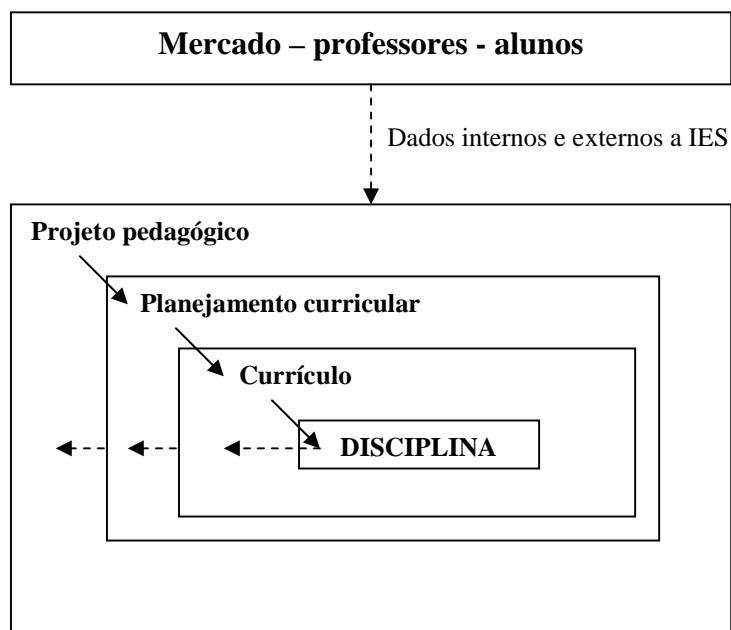 Mercado – professores - alunos
Dados internos e externos a IES
Projeto pedagógico
Planejamento curricular
Currículo
DISCIPLINA